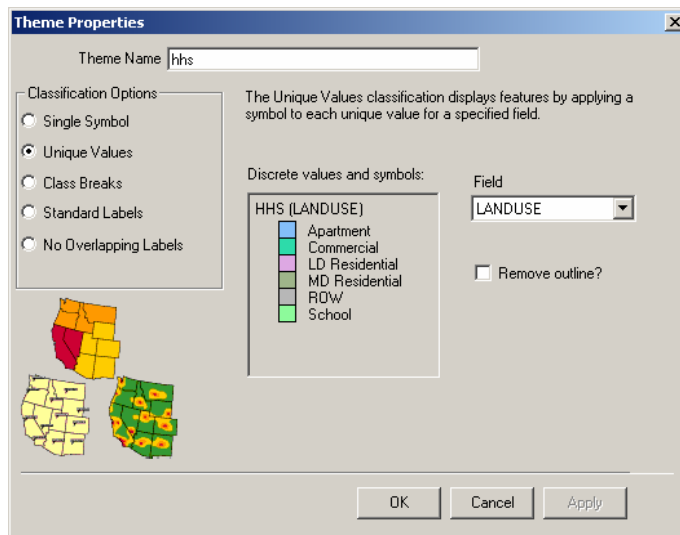 Theme Properties
Theme Name hhs
Classification Options
Single Symbol
Unique Values
Class Breaks
Standard Labels
No Overlapping Labels
The Unique Values classification displays features by applying a
symbol to each unique value for a specified field.
Discrete values and symbols:
HHS (LANDUSE)
Apartment
Commercial
LD Residential
MD Residential
ROW
School
Field
LANDUSE
Remove outline?
OK Cancel Apply